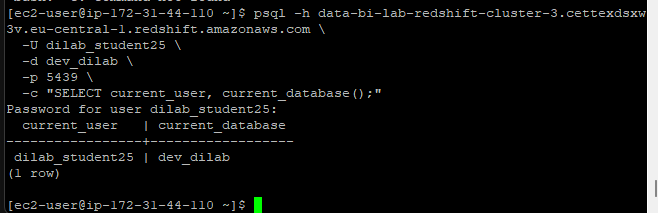 [ec2-user@ip-172-31-44-110 ~]$ psql -h data-bi-lab-redshift-cluster-3.cettexdsxw
3v.eu-central-1.redshift.amazonaws.com \
  -U dilab_student25 \
  -d dev_dilab \
  -p 5439 \
  -c "SELECT current_user, current_database();"
Password for user dilab_student25:
  current_user   | current_database
-----------------+------------------
 dilab_student25 | dev_dilab
(1 row)
[ec2-user@ip-172-31-44-110 ~]$